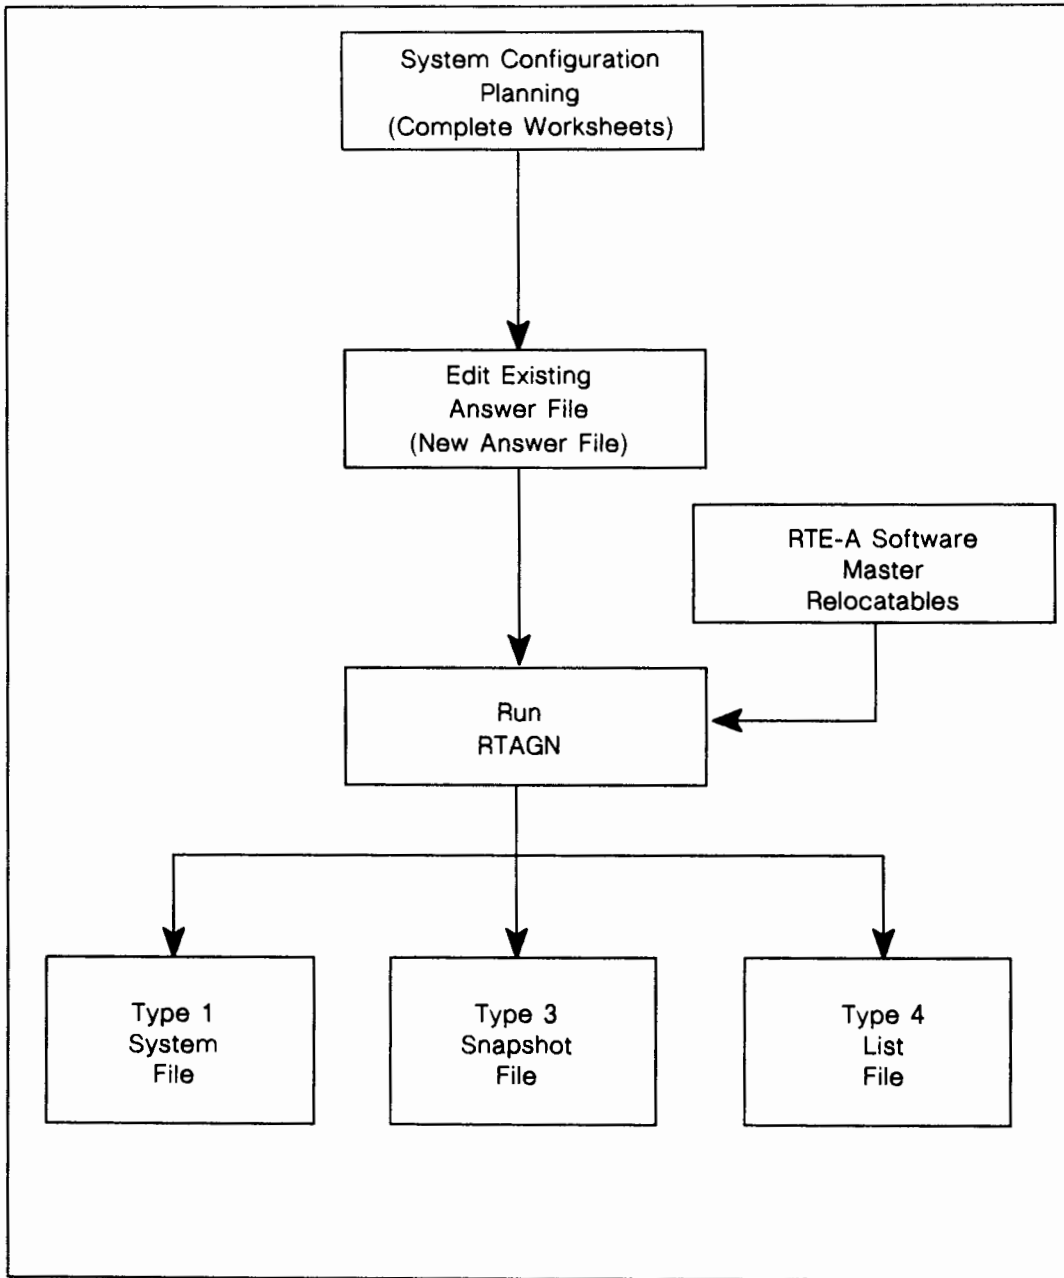 System Configuration
Planning
(Complete Worksheets)
Edit Existing
Answer File
(New Answer File)
RTE-A Software
Master
Relocatables
Run
RTAGN
Type 1
System
File
Type 3
Snapshot
File
Type 4
List
File